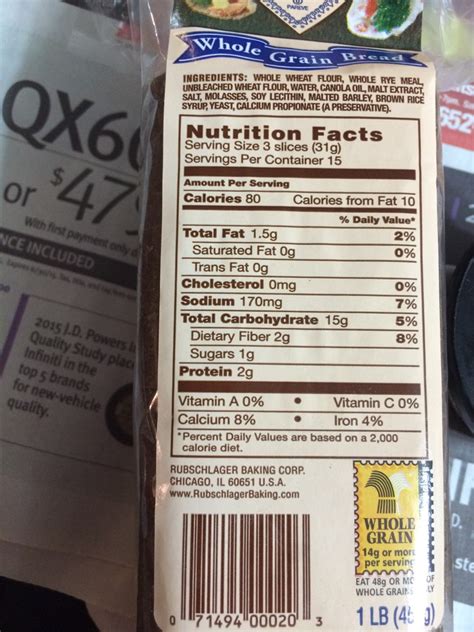 PAREVE
Whole Grain Bread
INGREDIENTS: WHOLE WHEAT FLOUR, WHOLE RYE MEAL,
UNBLEACHED WHEAT FLOUR, WATER, CANOLA OIL, MALT EXTRACT,
SALT, MOLASSES, SOY LECITHIN, MALTED BARLEY, BROWN RICE
SYRUP, YEAST, CALCIUM PROPIONATE (A PRESERVATIVE).
Nutrition Facts
Serving Size 3 slices (31g)
Servings Per Container 15
Amount Per Serving
Calories 80 Calories from Fat 10
% Daily Value*
Total Fat 1.5g 2%
Saturated Fat 0g 0%
Trans Fat 0g
Cholesterol 0mg 0%
Sodium 170mg 7%
Total Carbohydrate 15g 5%
Dietary Fiber 2g 8%
Sugars 1g
Protein 2g
Vitamin A 0% • Vitamin C 0%
Calcium 8% • Iron 4%
*Percent Daily Values are based on a 2,000
calorie diet.
RUBSCHLAGER BAKING CORP.
CHICAGO, IL 60651 U.S.A.
www.RubschlagerBaking.com
WHOLE
GRAIN
14g or more
per serving
EAT 48g OR
WHOLE GRAINS
1 LB
0 71494 00020 3
QX6
or $47
With first payment only
NCE INCLUDED
2015 J.D. Powers
Quality Study
Infiniti in the
top 5 brands
for new-vehicle
quality.